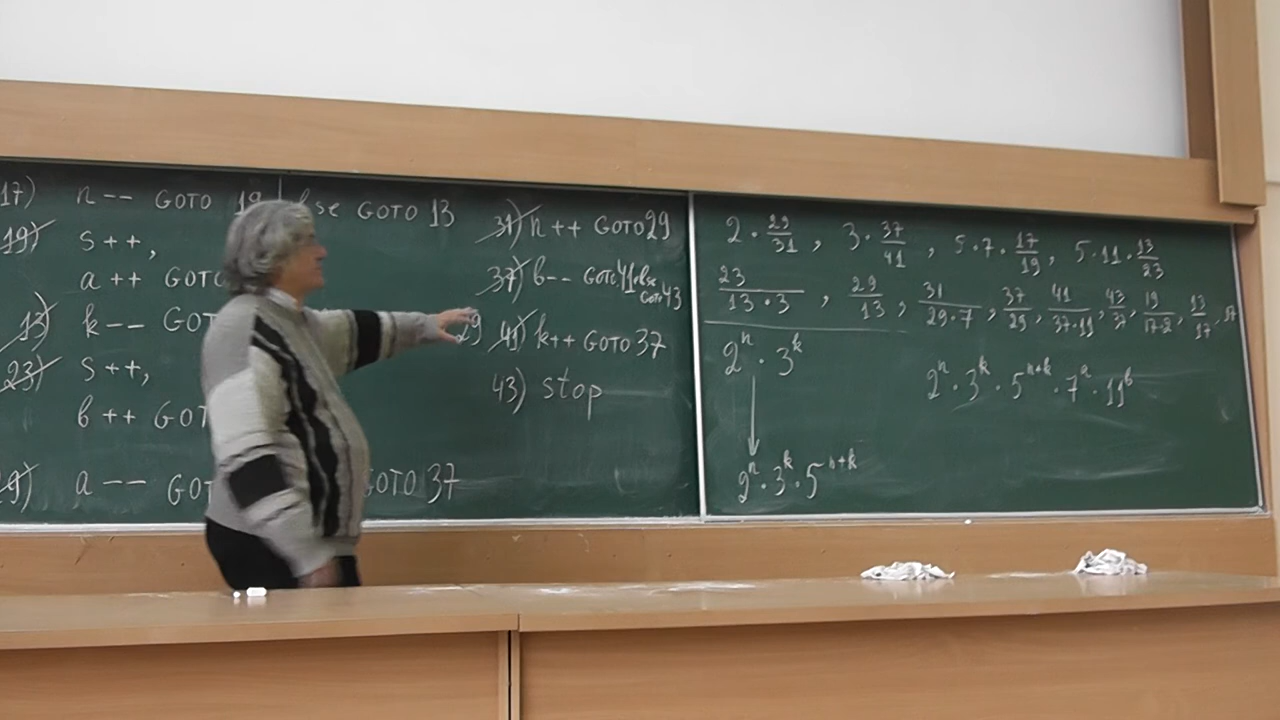 17) n -- GOTO 19 else GOTO 13
19) s++,
a ++ GOTO
13) k -- GOT
23) s++,
b ++ GOT
a -- GOT GOTO 37
31) n ++ GOTO 29
37) b-- GOTO 41 else GOTO 43
29 41) k++ GOTO 37
43) stop
2 · 29/31 , 3 · 37/41 , 5 · 7 · 17/19 , 5 · 11 · 13/23
23/(13 · 3) , 29/13 , 31/(29 · 7) , 37/29 , 41/(37 · 11) , 43/37 , 19/(17 · 2) , 13/17 , 17
2^n · 3^k
2^n · 3^k · 5^(n+k) · 7^a · 11^b
2^n · 3^k · 5^(n+k)